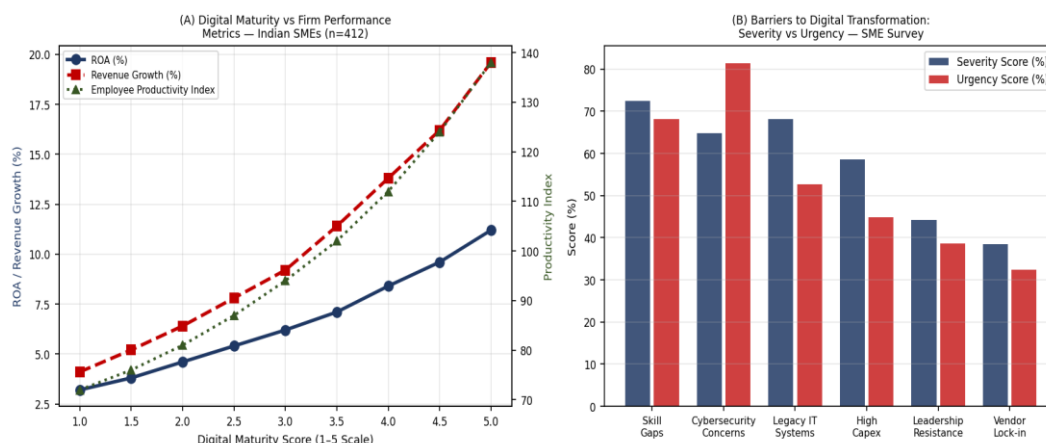 (A) Digital Maturity vs Firm Performance
Metrics — Indian SMEs (n=412)
ROA (%)
Revenue Growth (%)
Employee Productivity Index
20.0
17.5
15.0
12.5
10.0
7.5
5.0
2.5
ROA / Revenue Growth (%)
140
130
120
110
100
90
80
70
Productivity Index
1.0 1.5 2.0 2.5 3.0 3.5 4.0 4.5 5.0
Digital Maturity Score (1–5 Scale)
(B) Barriers to Digital Transformation:
Severity vs Urgency — SME Survey
Severity Score (%)
Urgency Score (%)
80
70
60
50
40
30
20
10
0
Score (%)
Skill
Gaps
Cybersecurity
Concerns
Legacy IT
Systems
High
Capex
Leadership
Resistance
Vendor
Lock-in